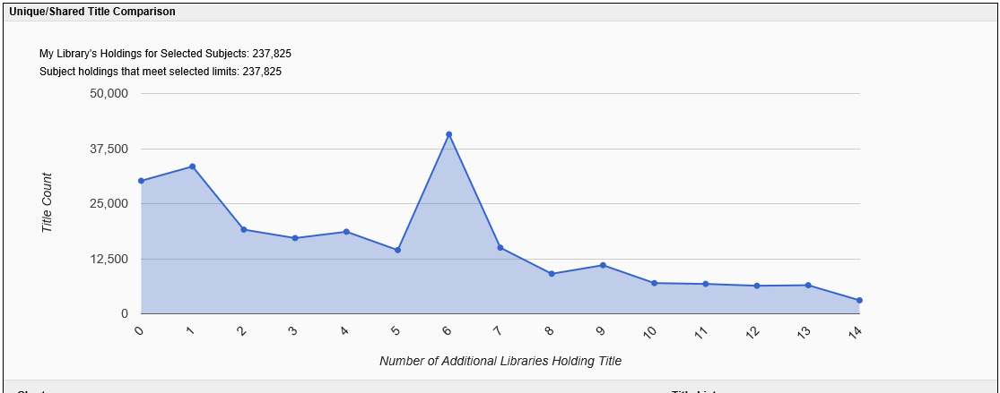 Unique/Shared Title Comparison
My Library's Holdings for Selected Subjects: 237,825
Subject holdings that meet selected limits: 237,825
50,000
37,500
25,000
12,500
0
Title Count
0 1 2 3 4 5 6 7 8 9 10 11 12 13 14
Number of Additional Libraries Holding Title